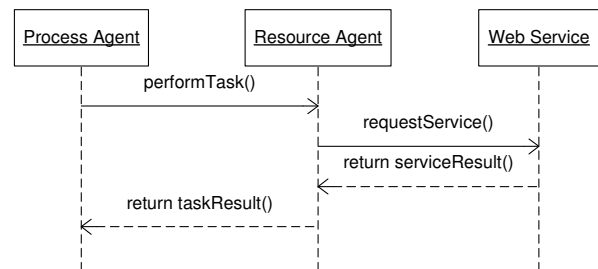 Process Agent
Resource Agent
Web Service
performTask()
requestService()
return serviceResult()
return taskResult()